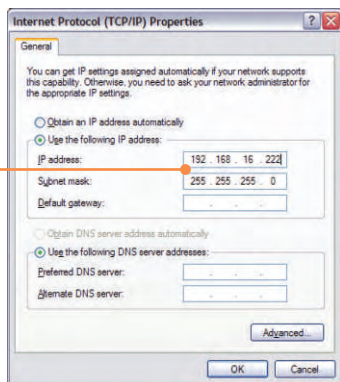 Internet Protocol (TCP/IP) Properties
General
You can get IP settings assigned automatically if your network supports
this capability. Otherwise, you need to ask your network administrator for
the appropriate IP settings.
Obtain an IP address automatically
Use the following IP address:
IP address: 192 . 168 . 16 . 222
Subnet mask: 255 . 255 . 255 . 0
Default gateway: . . .
Obtain DNS server address automatically
Use the following DNS server addresses:
Preferred DNS server: . . .
Alternate DNS server: . . .
Advanced...
OK Cancel